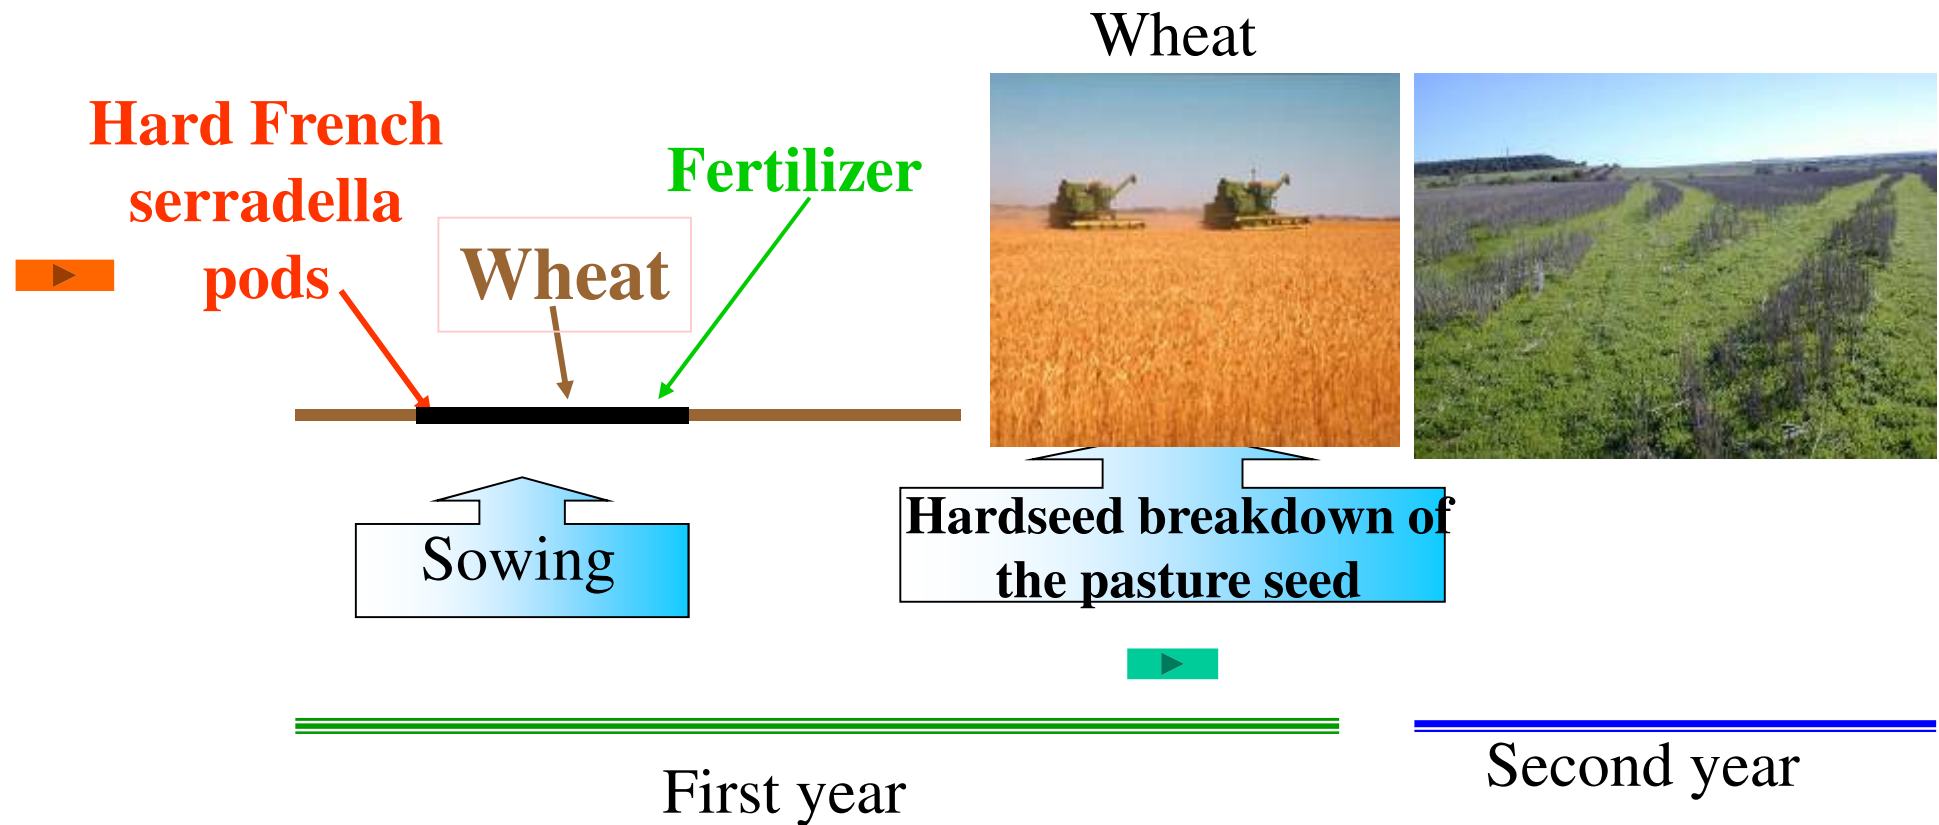 Wheat
Hard French
serradella
pods
Fertilizer
Wheat
Sowing
Hardseed breakdown of
the pasture seed
First year
Second year